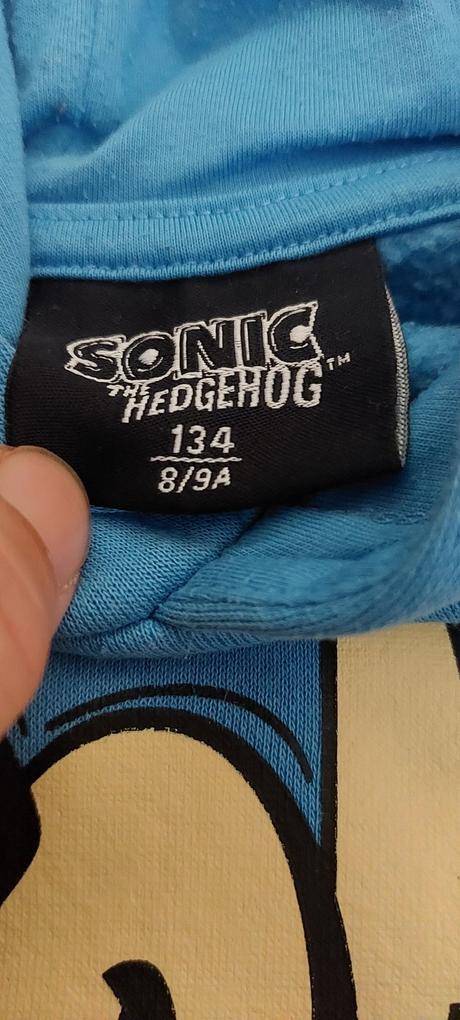 SONIC
THE
HEDGEHOG™
134
8/9A